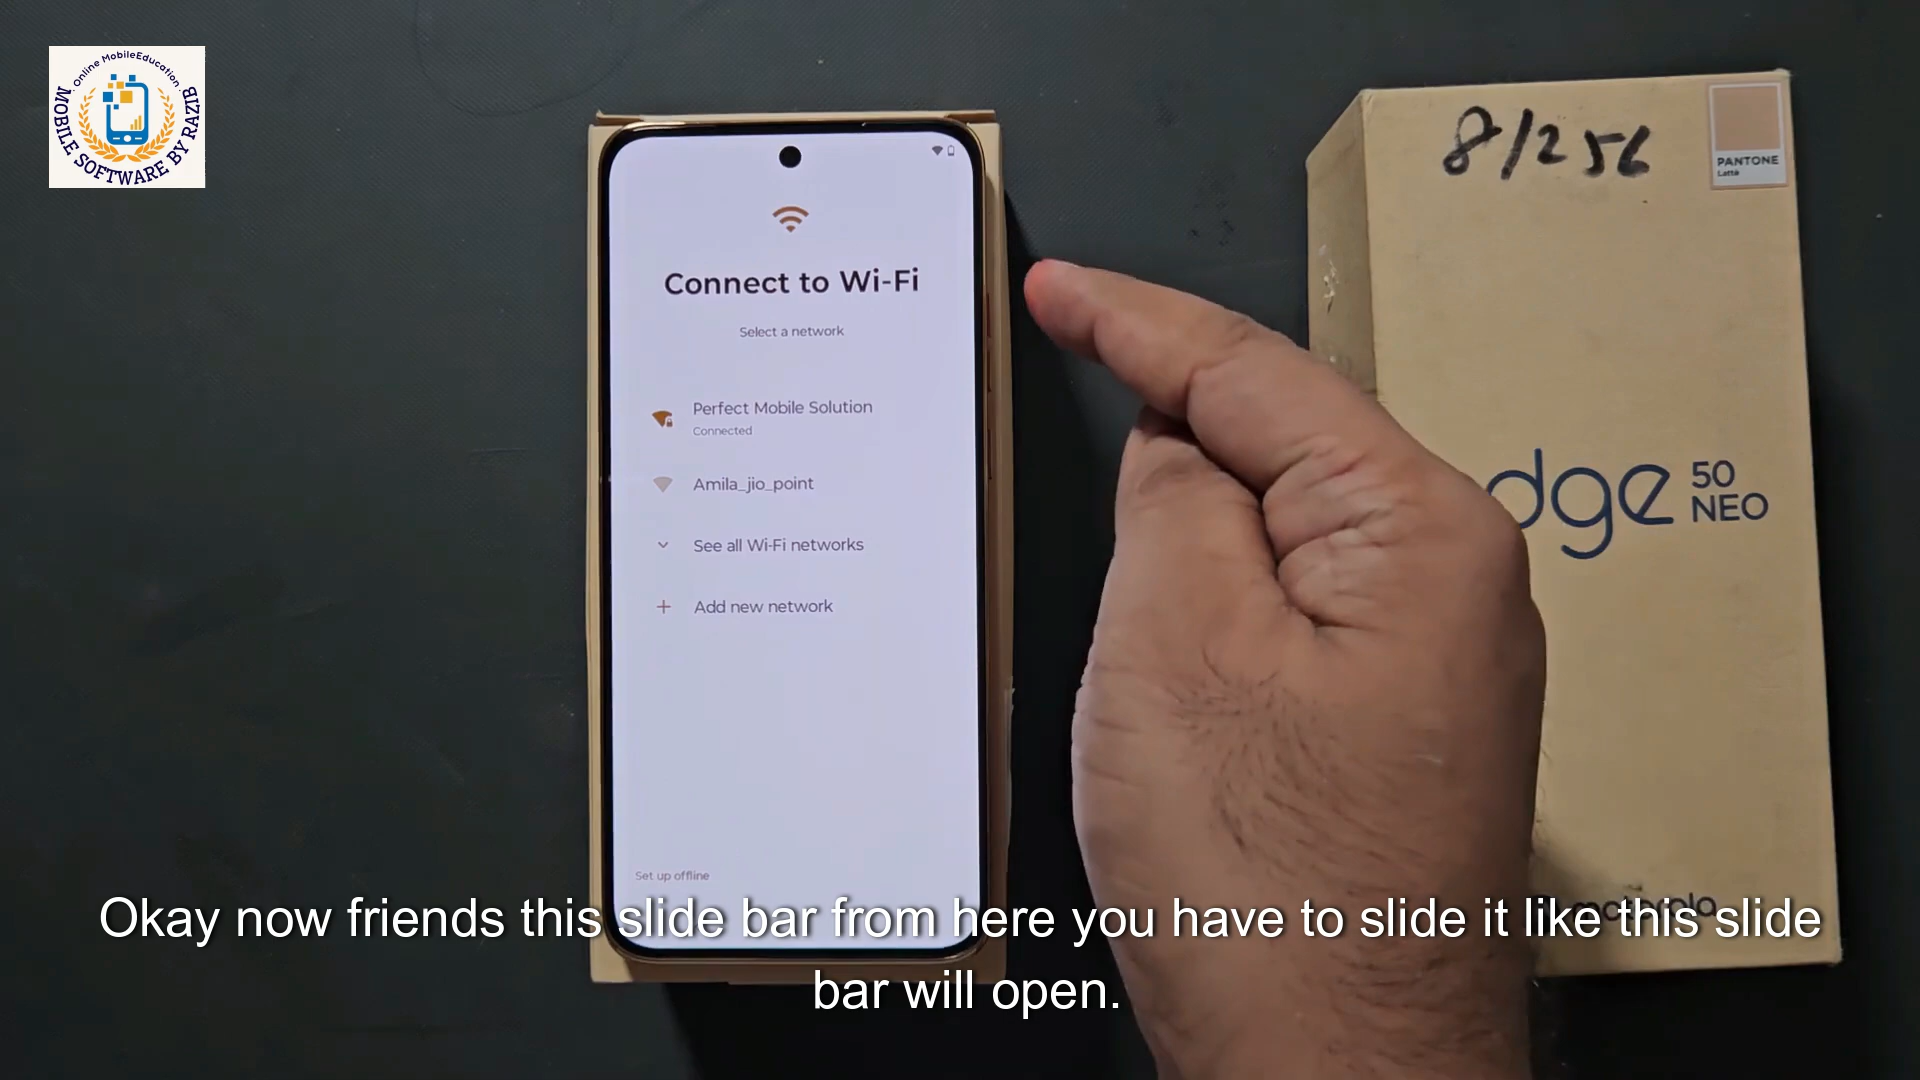 Online MobileEducation
MOBILE SOFTWARE BY RAZIB
8/256
PANTONE
Latte
Connect to Wi-Fi
Select a network
Perfect Mobile Solution
Connected
Amila_jio_point
See all Wi-Fi networks
Add new network
dge
50
NEO
Set up offline
motorola
Okay now friends this slide bar from here you have to slide it like this slide
bar will open.